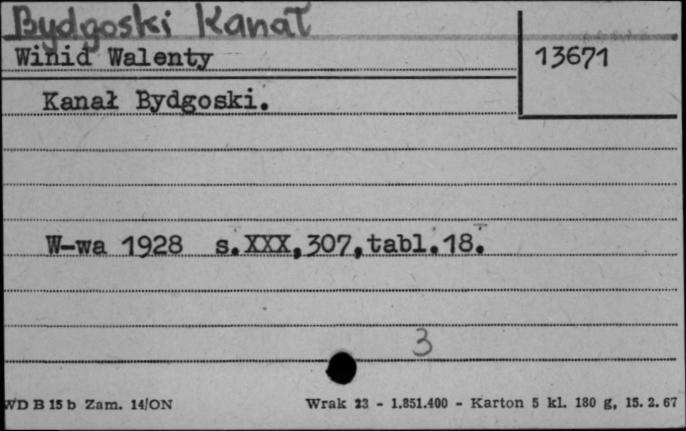 Bydgoski Kanał
Winid Walenty
13671
Kanał Bydgoski.
W-wa 1928 s.XXX,307,tabl.18.
3
WD B 15 b Zam. 14/ON
Wrak 23 - 1.851.400 - Karton 5 kl. 180 g, 15. 2. 67